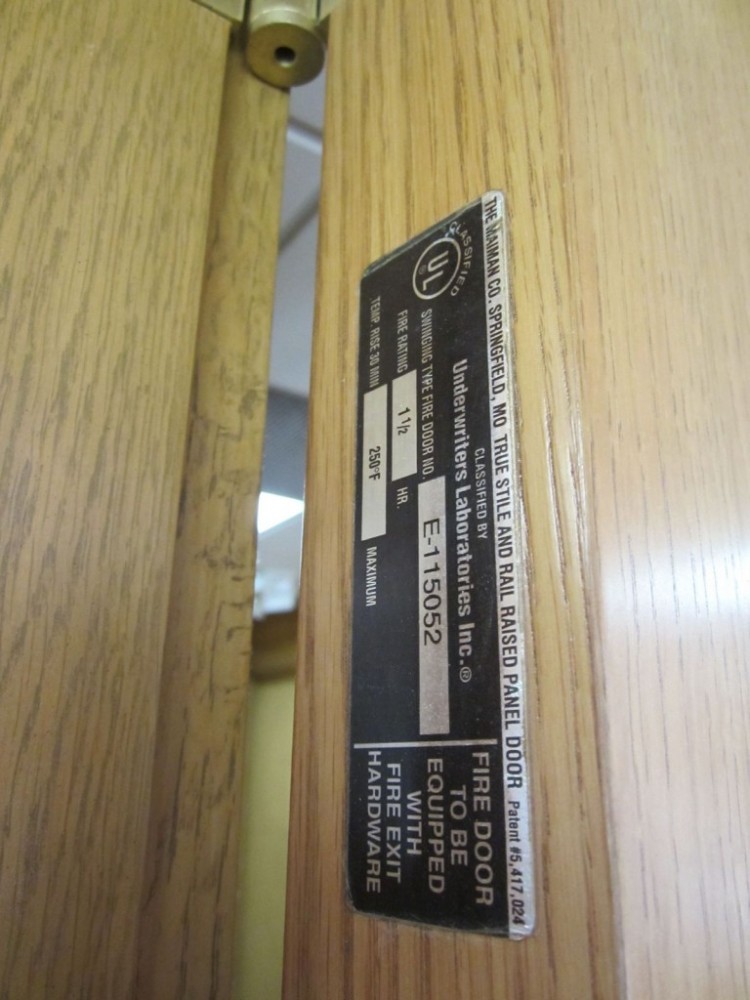 THE MAIMAN CO. SPRINGFIELD, MO TRUE STILE AND RAIL RAISED PANEL DOOR Patent #5,417,024
CLASSIFIED
UL®
CLASSIFIED BY
Underwriters Laboratories Inc.®
SWINGING TYPE FIRE DOOR NO. E-115052
FIRE RATING 1 1/2 HR.
TEMP. RISE 30 MIN 250°F MAXIMUM
FIRE DOOR
TO BE
EQUIPPED
WITH
FIRE EXIT
HARDWARE